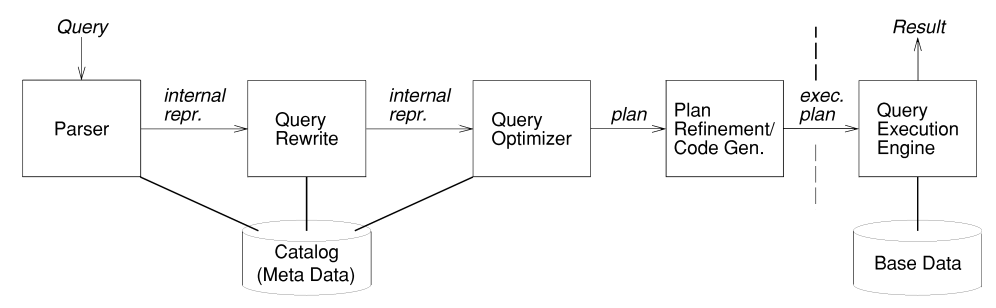 Query
Result
internal
repr.
internal
repr.
plan
exec.
plan
Parser
Query
Rewrite
Query
Optimizer
Plan
Refinement/
Code Gen.
Query
Execution
Engine
Catalog
(Meta Data)
Base Data